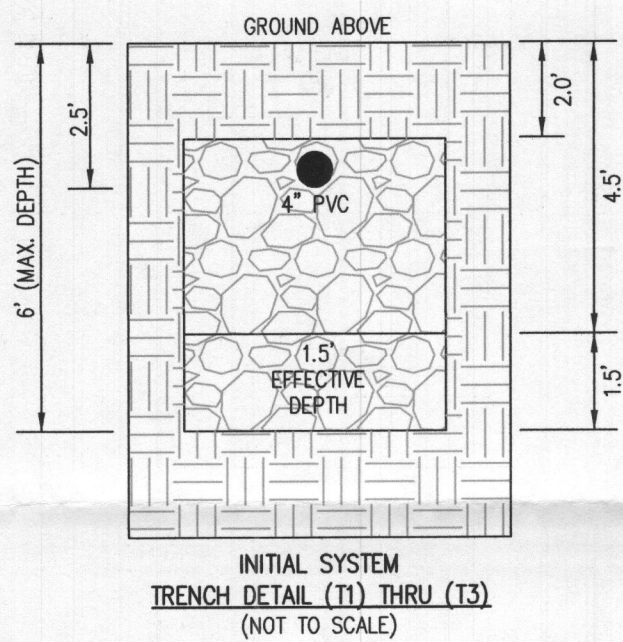 GROUND ABOVE
2.5'
2.0'
6' (MAX. DEPTH)
4.5'
4" PVC
1.5'
EFFECTIVE
DEPTH
1.5'
INITIAL SYSTEM
TRENCH DETAIL (T1) THRU (T3)
(NOT TO SCALE)